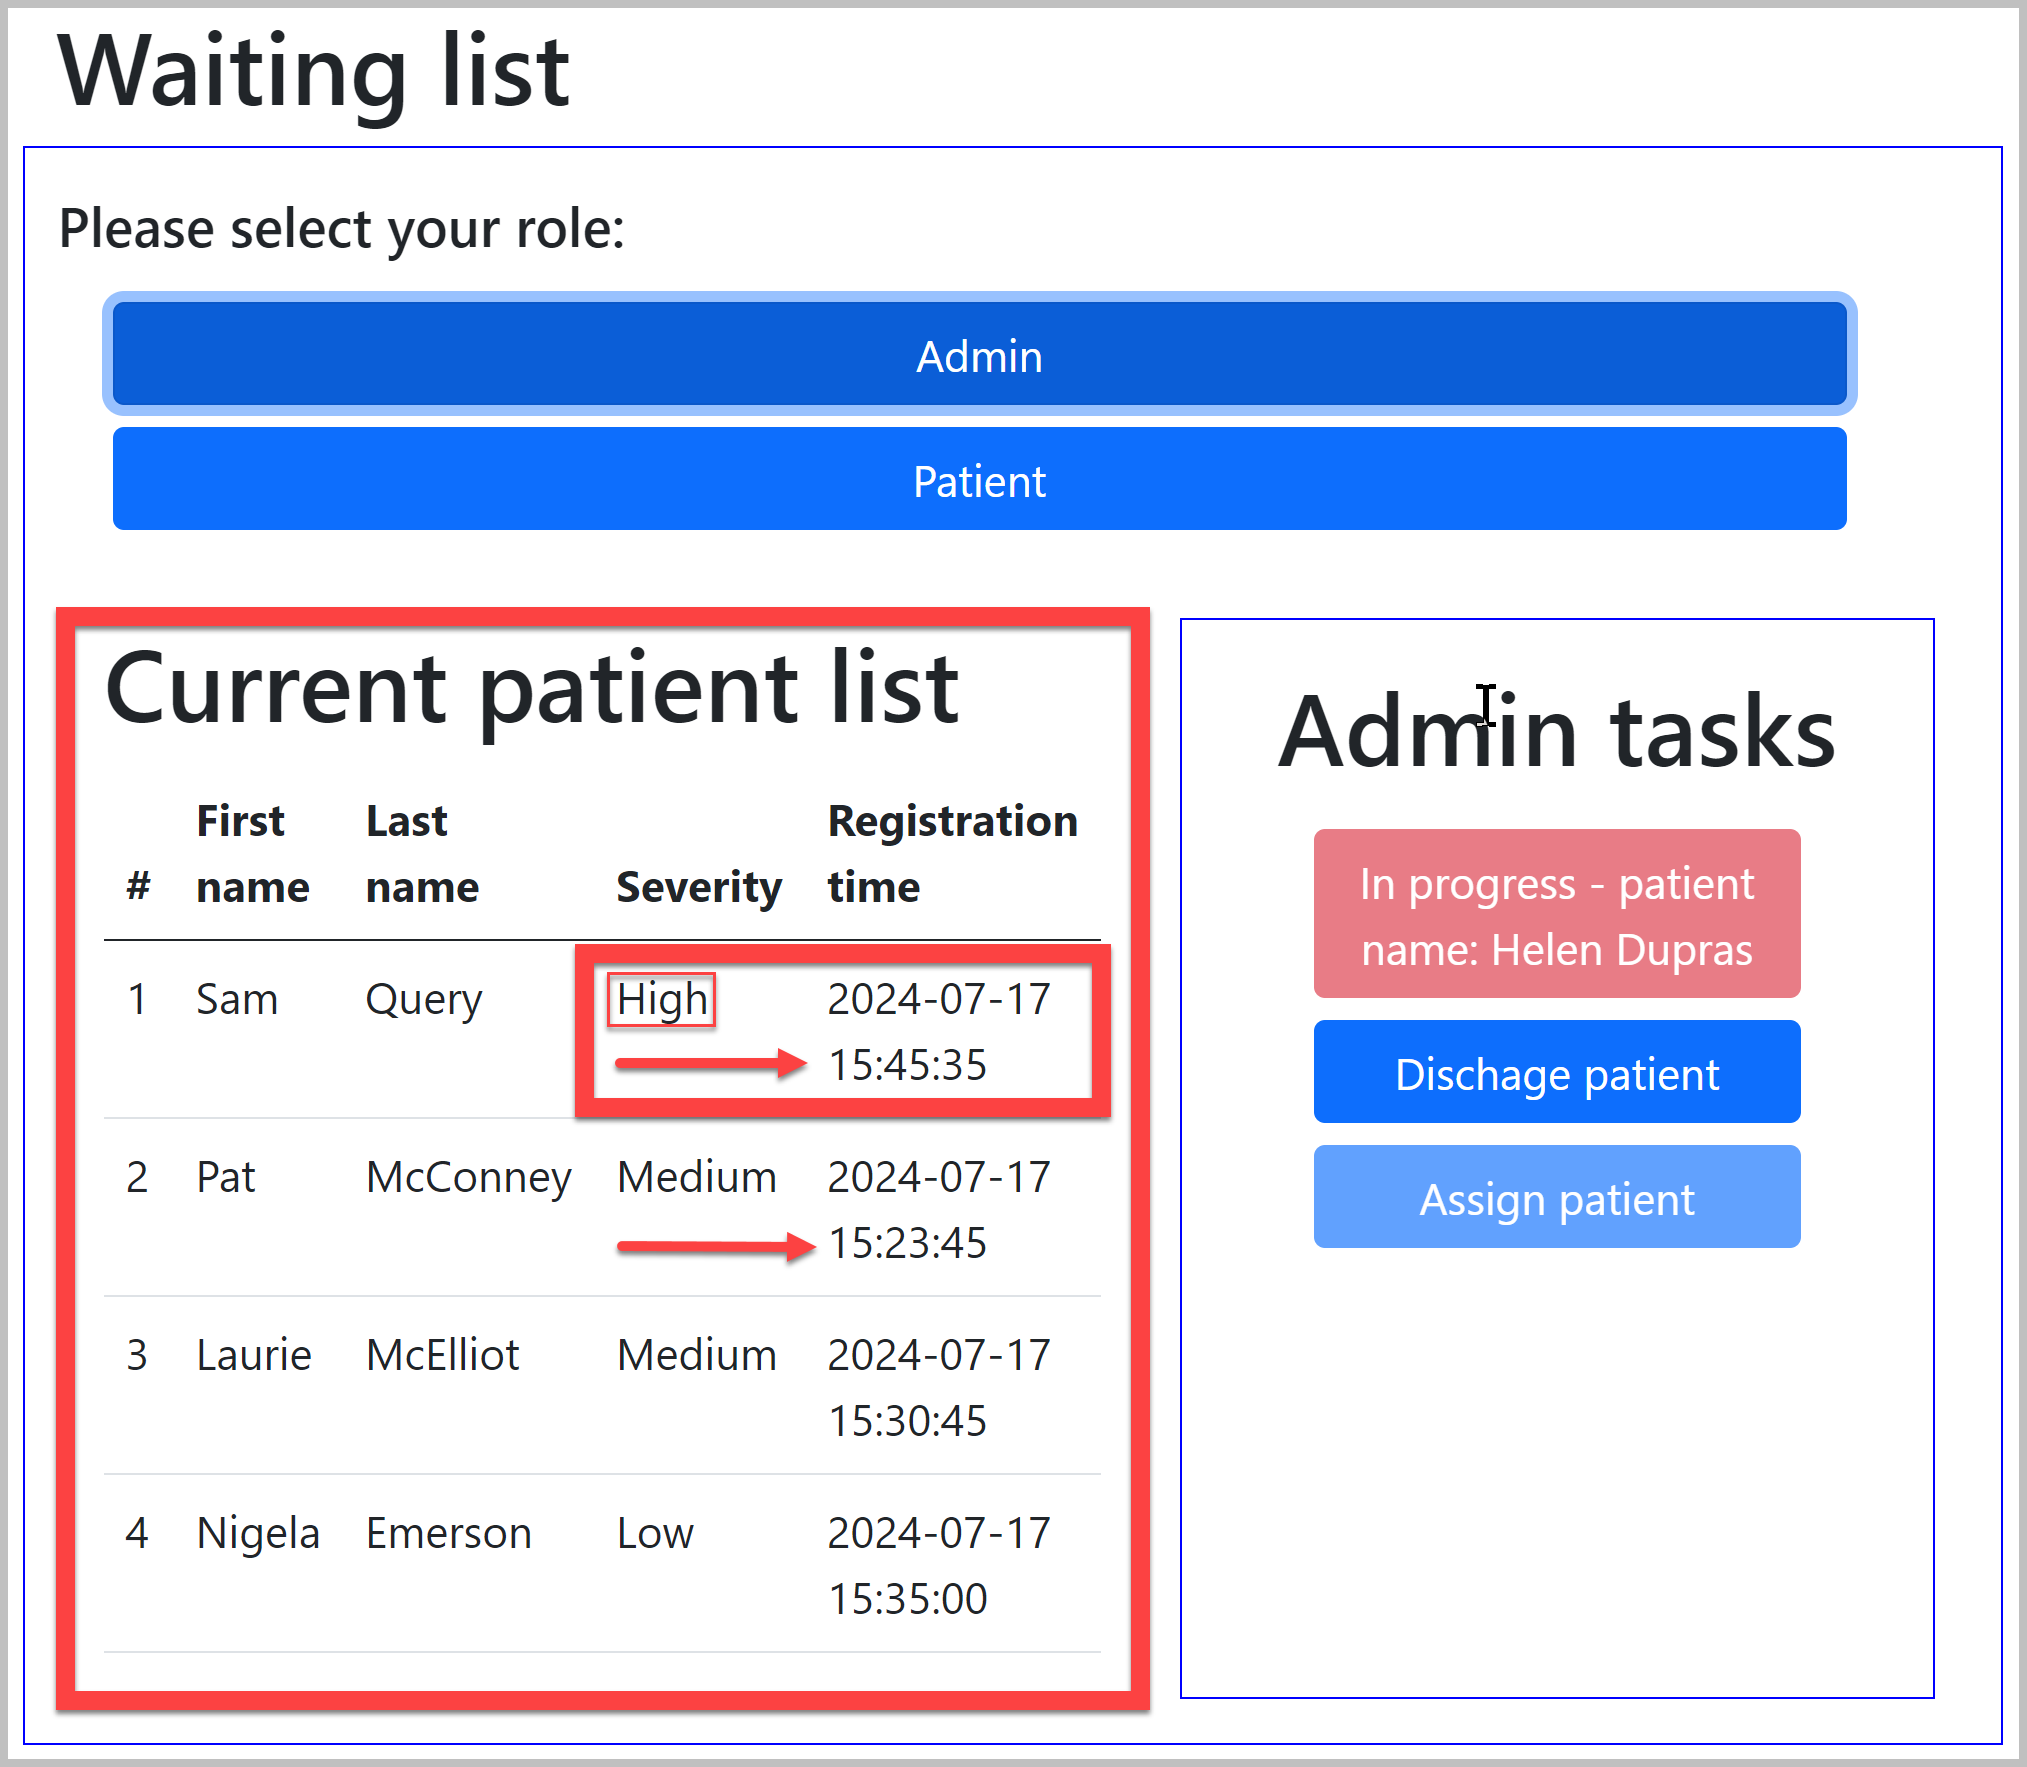 Waiting list
Please select your role:
Admin
Patient
Current patient list
# First name Last name Severity Registration time
1 Sam Query High 2024-07-17 15:45:35
2 Pat McConney Medium 2024-07-17 15:23:45
3 Laurie McElliot Medium 2024-07-17 15:30:45
4 Nigela Emerson Low 2024-07-17 15:35:00
Admin tasks
In progress - patient
name: Helen Dupras
Dischage patient
Assign patient